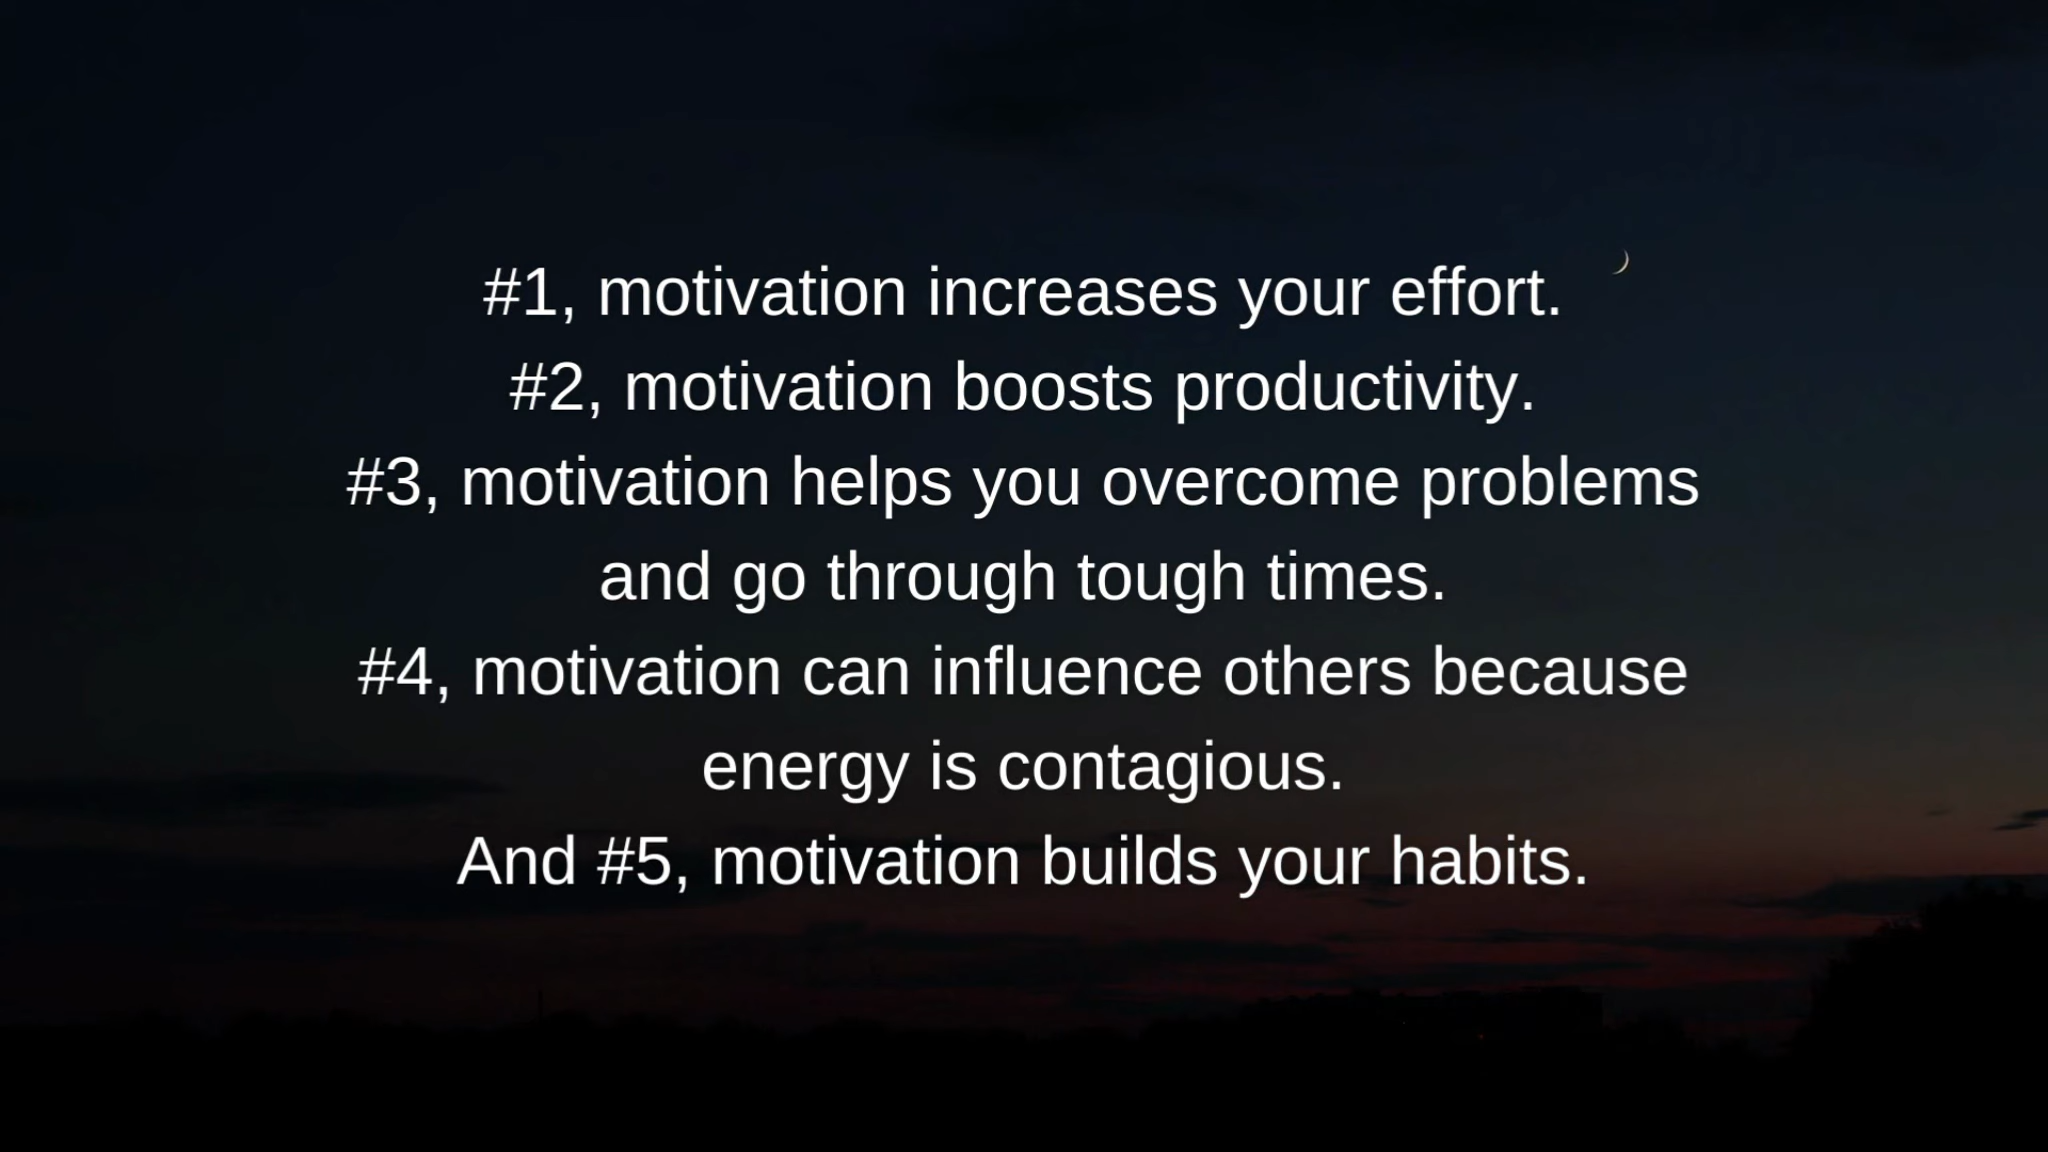 #1, motivation increases your effort.
#2, motivation boosts productivity.
#3, motivation helps you overcome problems
and go through tough times.
#4, motivation can influence others because
energy is contagious.
And #5, motivation builds your habits.